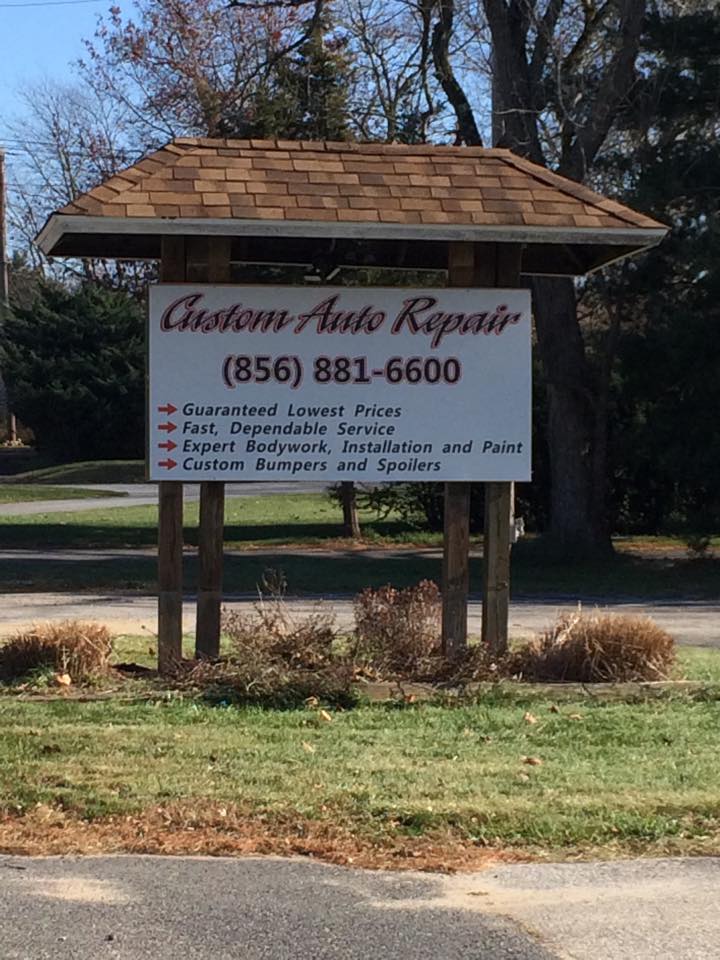 Custom Auto Repair
(856) 881-6600
Guaranteed Lowest Prices
Fast, Dependable Service
Expert Bodywork, Installation and Paint
Custom Bumpers and Spoilers